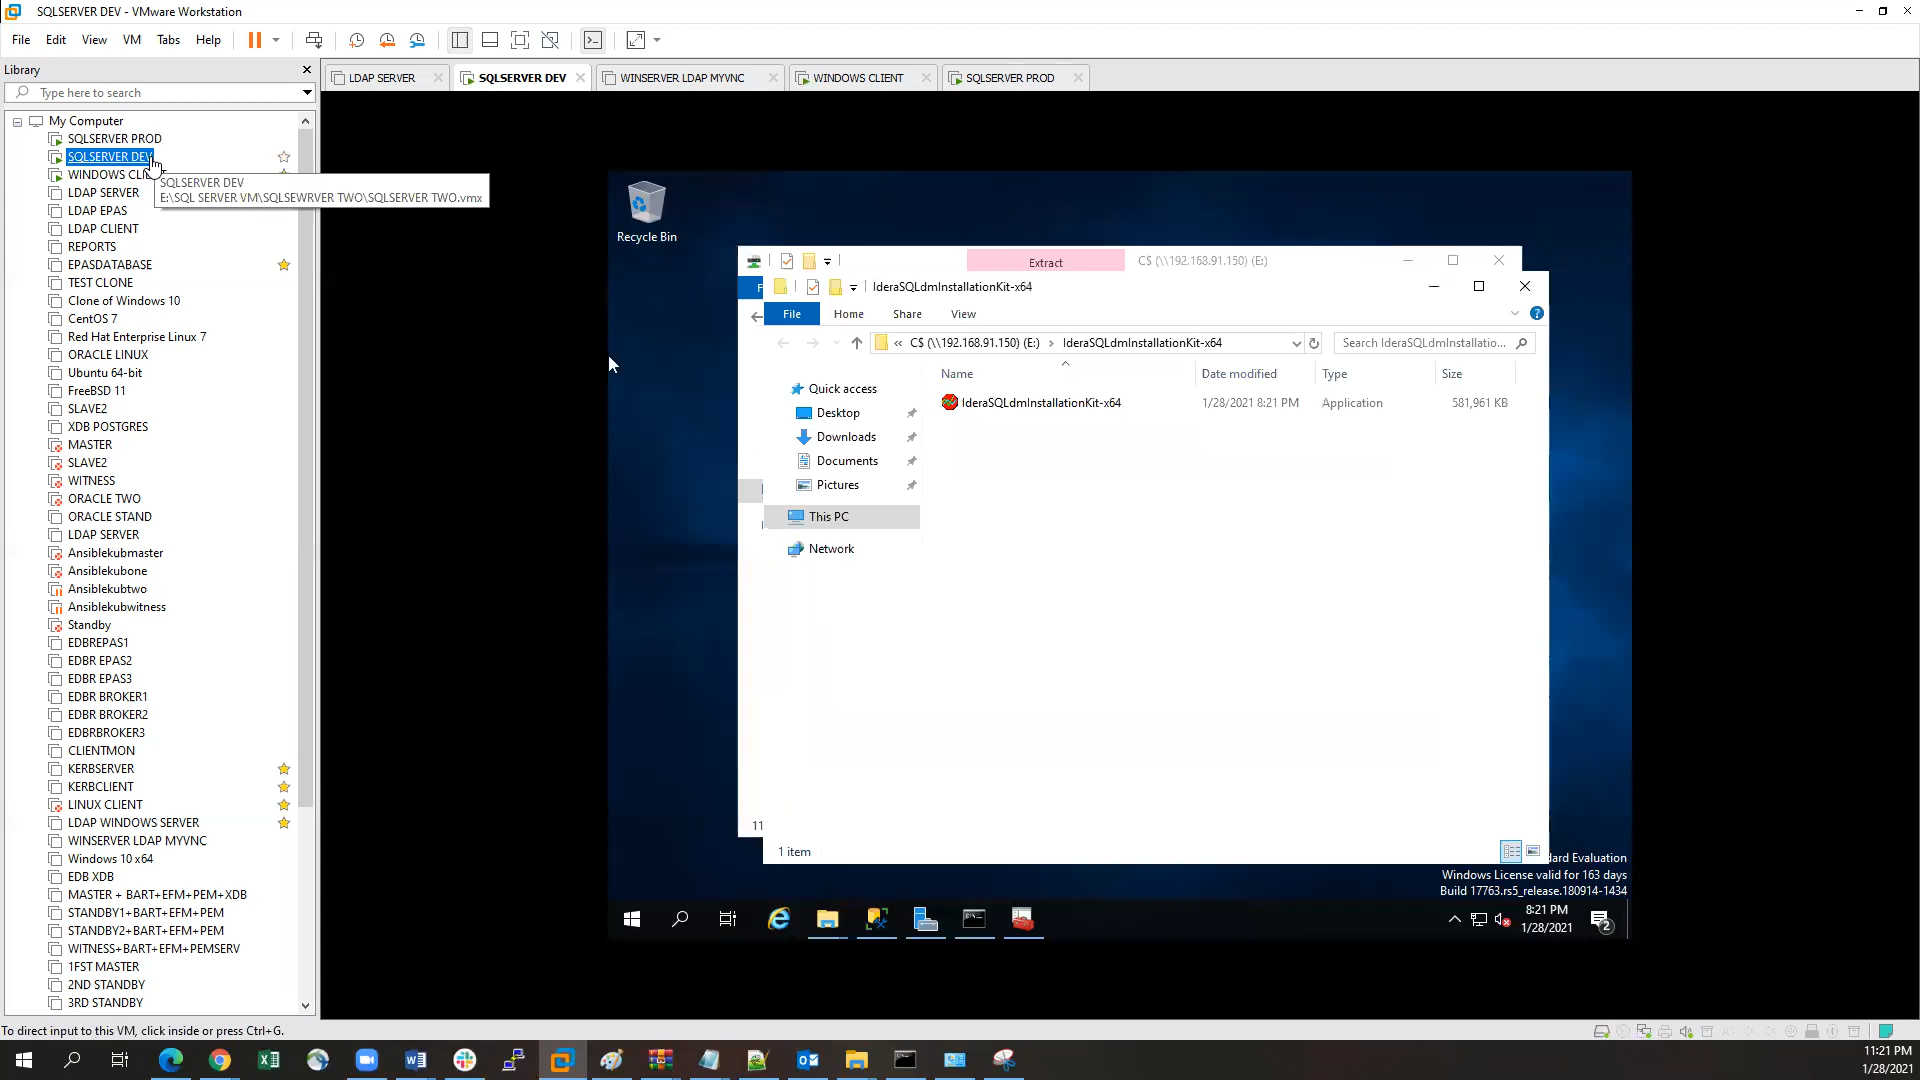 SQLSERVER DEV - VMware Workstation
File Edit View VM Tabs Help
Library
Type here to search
My Computer
SQLSERVER PROD
SQLSERVER DEV
WINDOWS CLIENT
LDAP SERVER
LDAP EPAS
LDAP CLIENT
REPORTS
EPASDATABASE
TEST CLONE
Clone of Windows 10
CentOS 7
Red Hat Enterprise Linux 7
ORACLE LINUX
Ubuntu 64-bit
FreeBSD 11
SLAVE2
XDB POSTGRES
MASTER
SLAVE2
WITNESS
ORACLE TWO
ORACLE STAND
LDAP SERVER
Ansiblekubmaster
Ansiblekubone
Ansiblekubtwo
Ansiblekubwitness
Standby
EDBREPAS1
EDBR EPAS2
EDBR EPAS3
EDBR BROKER1
EDBR BROKER2
EDBRBROKER3
CLIENTMON
KERBSERVER
KERBCLIENT
LINUX CLIENT
LDAP WINDOWS SERVER
WINSERVER LDAP MYVNC
Windows 10 x64
EDB XDB
MASTER + BART+EFM+PEM+XDB
STANDBY1+BART+EFM+PEM
STANDBY2+BART+EFM+PEM
WITNESS+BART+EFM+PEMSERV
1FST MASTER
2ND STANDBY
3RD STANDBY
SQLSERVER DEV
E:\SQL SERVER VM\SQLSEWRVER TWO\SQLSERVER TWO.vmx
LDAP SERVER SQLSERVER DEV WINSERVER LDAP MYVNC WINDOWS CLIENT SQLSERVER PROD
Recycle Bin
Extract C$ (\\192.168.91.150) (E:)
F
IderaSQLdmInstallationKit-x64
File Home Share View
« C$ (\\192.168.91.150) (E:) > IderaSQLdmInstallationKit-x64
Search IderaSQLdmInstallatio...
Name Date modified Type Size
IderaSQLdmInstallationKit-x64 1/28/2021 8:21 PM Application 581,961 KB
Quick access
Desktop
Downloads
Documents
Pictures
This PC
Network
11
1 item
dard Evaluation
Windows License valid for 163 days
Build 17763.rs5_release.180914-1434
8:21 PM
1/28/2021
2
To direct input to this VM, click inside or press Ctrl+G.
11:21 PM
1/28/2021